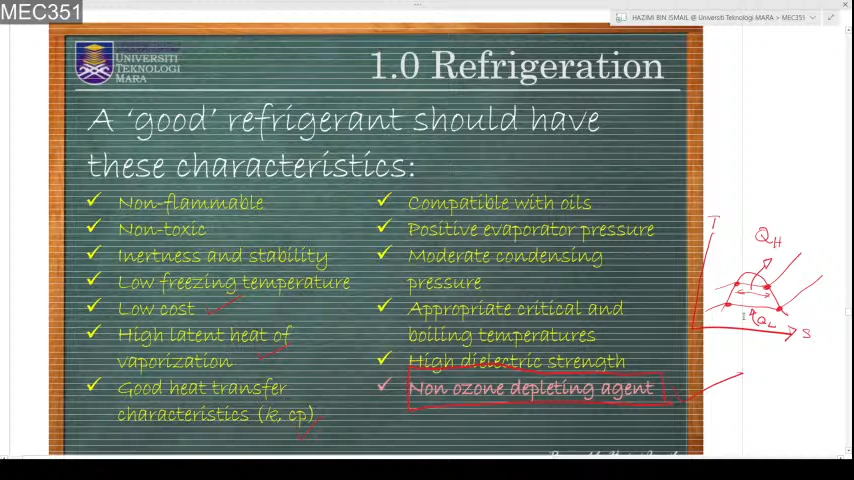 MEC351
HAZIMI BIN ISMAIL @ Universiti Teknologi MARA > MEC351
UNIVERSITI
TEKNOLOGI
MARA
1.0 Refrigeration
A 'good' refrigerant should have
these characteristics:
✓ Non-flammable
✓ Non-toxic
✓ Inertness and stability
✓ Low freezing temperature
✓ Low cost
✓ High latent heat of
vaporization
✓ Good heat transfer
characteristics (k, cp)
✓ Compatible with oils
✓ Positive evaporator pressure
✓ Moderate condensing
pressure
✓ Appropriate critical and
boiling temperatures
✓ High dielectric strength
✓ Non ozone depleting agent
T
QH
QL
S